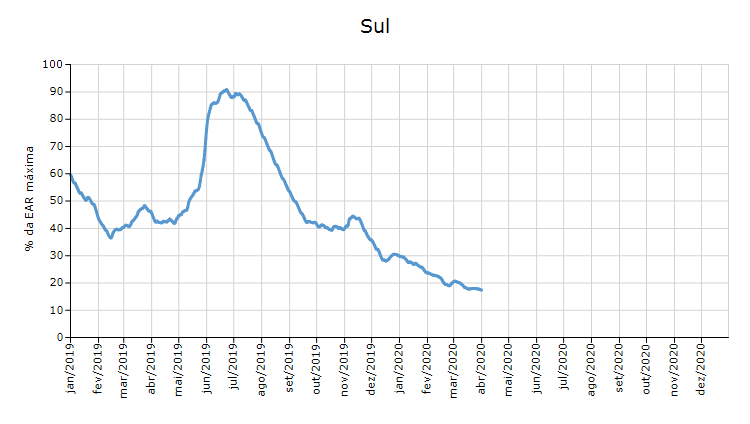 Sul
% da EAR máxima
100
90
80
70
60
50
40
30
20
10
0
jan/2019
fev/2019
mar/2019
abr/2019
mai/2019
jun/2019
jul/2019
ago/2019
set/2019
out/2019
nov/2019
dez/2019
jan/2020
fev/2020
mar/2020
abr/2020
mai/2020
jun/2020
jul/2020
ago/2020
set/2020
out/2020
nov/2020
dez/2020